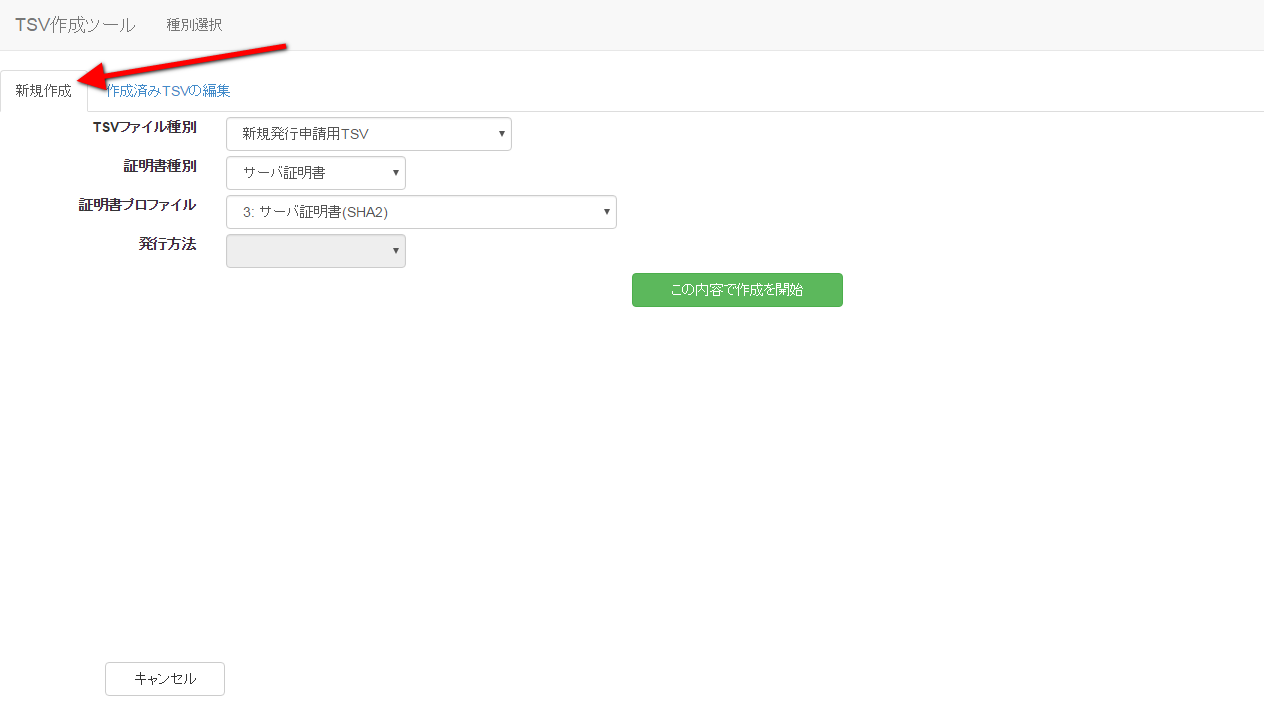 TSV作成ツール 種別選択
新規作成 作成済みTSVの編集
TSVファイル種別 新規発行申請用TSV
証明書種別 サーバ証明書
証明書プロファイル 3: サーバ証明書(SHA2)
発行方法
この内容で作成を開始
キャンセル